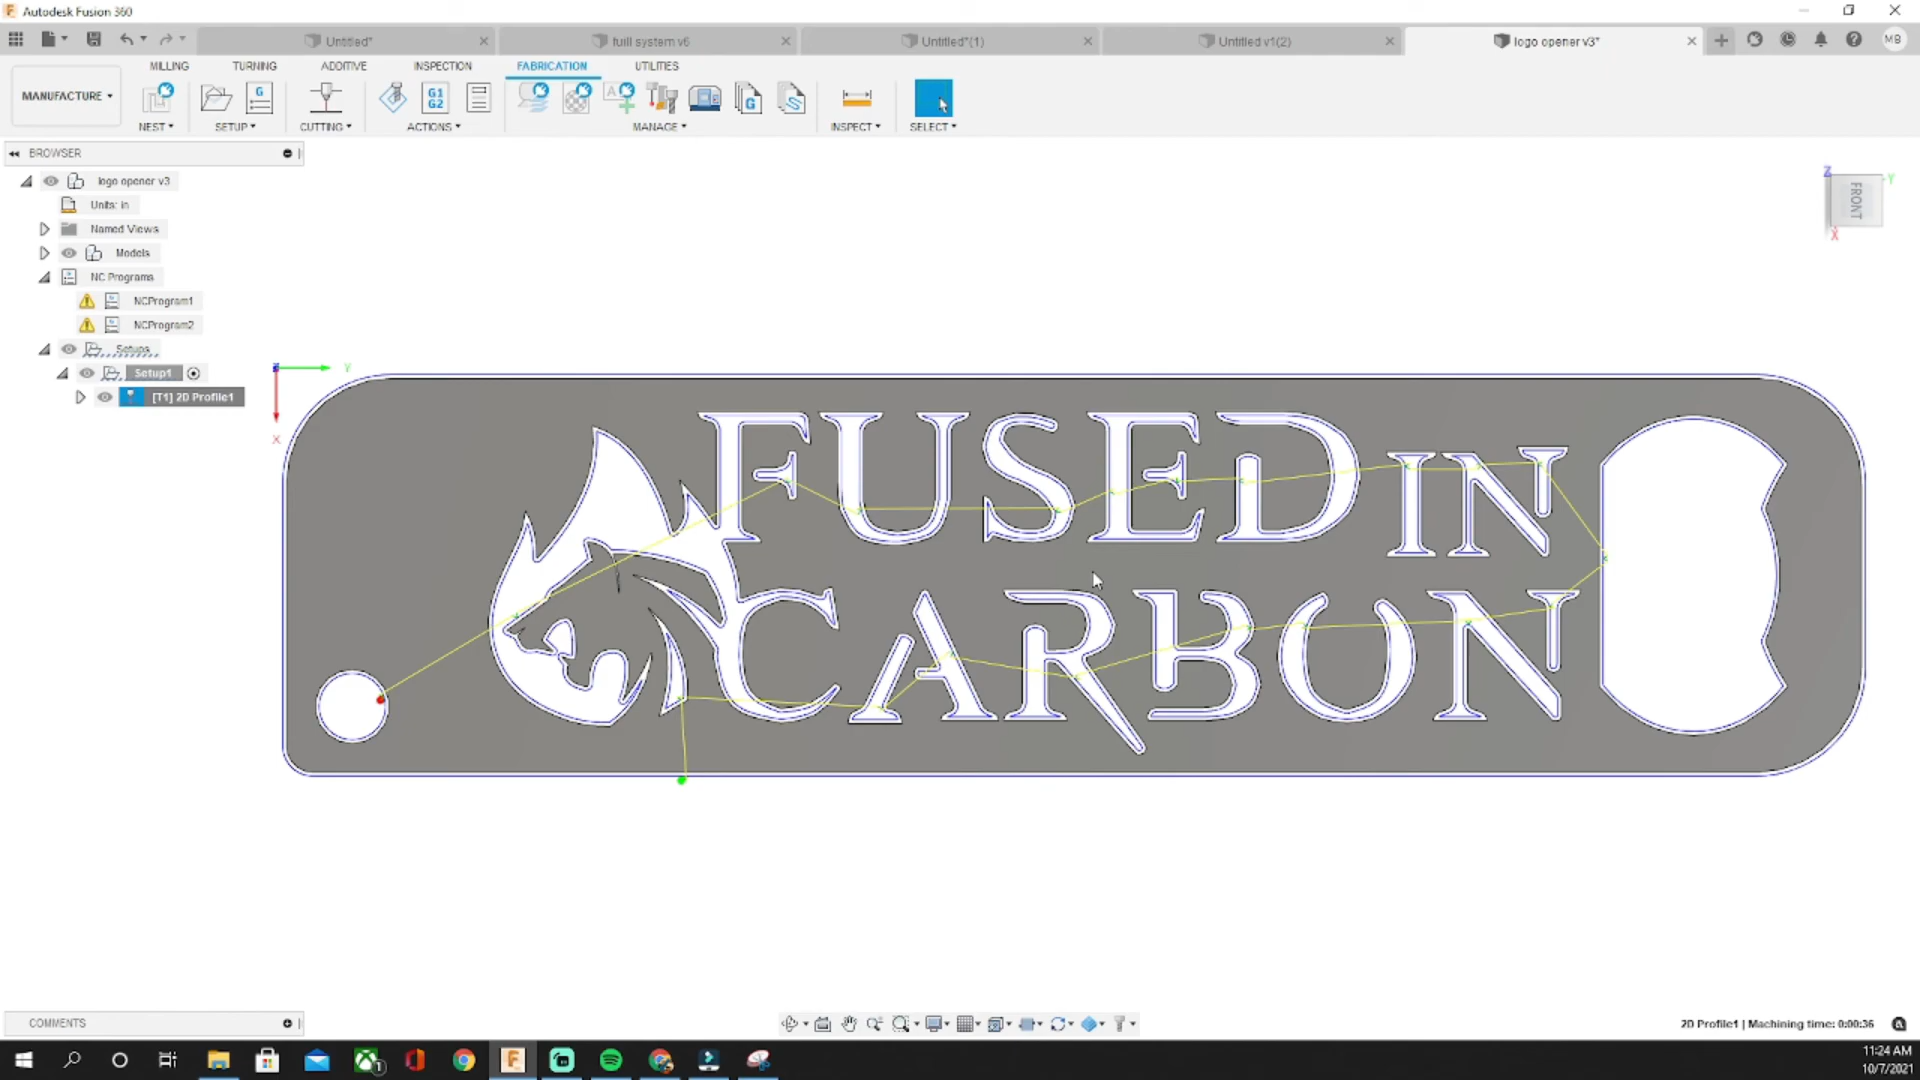 Autodesk Fusion 360
Untitled*
fuill system v6
Untitled*(1)
Untitled v1(2)
logo opener v3*
MB
MILLING
TURNING
ADDITIVE
INSPECTION
FABRICATION
UTILITIES
MANUFACTURE
G1
G2
NEST
SETUP
CUTTING
ACTIONS
MANAGE
INSPECT
SELECT
BROWSER
logo opener v3
Units: in
Named Views
Models
NC Programs
NCProgram1
NCProgram2
Setups
Setup1
[T1] 2D Profile1
Z
Y
FRONT
X
Y
X
FUSED IN
CARBON
COMMENTS
2D Profile1 | Machining time: 0:00:36
11:24 AM
10/7/2021